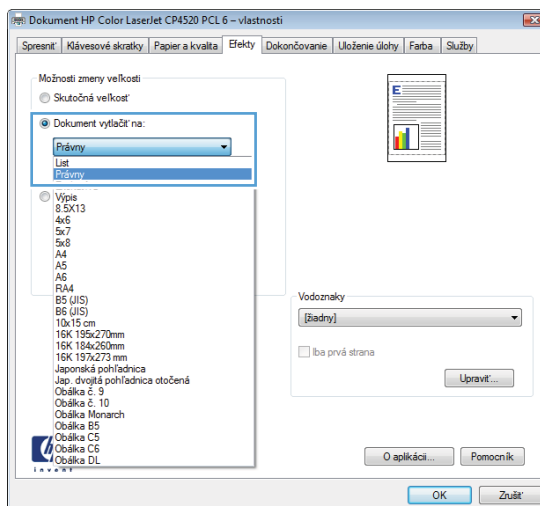 Dokument HP Color LaserJet CP4520 PCL 6 – vlastnosti
Spresniť Klávesové skratky Papier a kvalita Efekty Dokončovanie Uloženie úlohy Farba Služby
Možnosti zmeny veľkosti
Skutočná veľkosť
Dokument vytlačiť na:
Právny
List
Právny
Výpis
8.5X13
4x6
5x7
5x8
A4
A5
A6
RA4
B5 (JIS)
B6 (JIS)
10x15 cm
16K 195x270mm
16K 184x260mm
16K 197x273 mm
Japonská pohľadnica
Jap. dvojitá pohľadnica otočená
Obálka č. 9
Obálka č. 10
Obálka Monarch
Obálka B5
Obálka C5
Obálka C6
Obálka DL
E
Vodoznaky
[žiadny]
Iba prvá strana
Upraviť...
invent
O aplikácii... Pomocník
OK Zrušiť